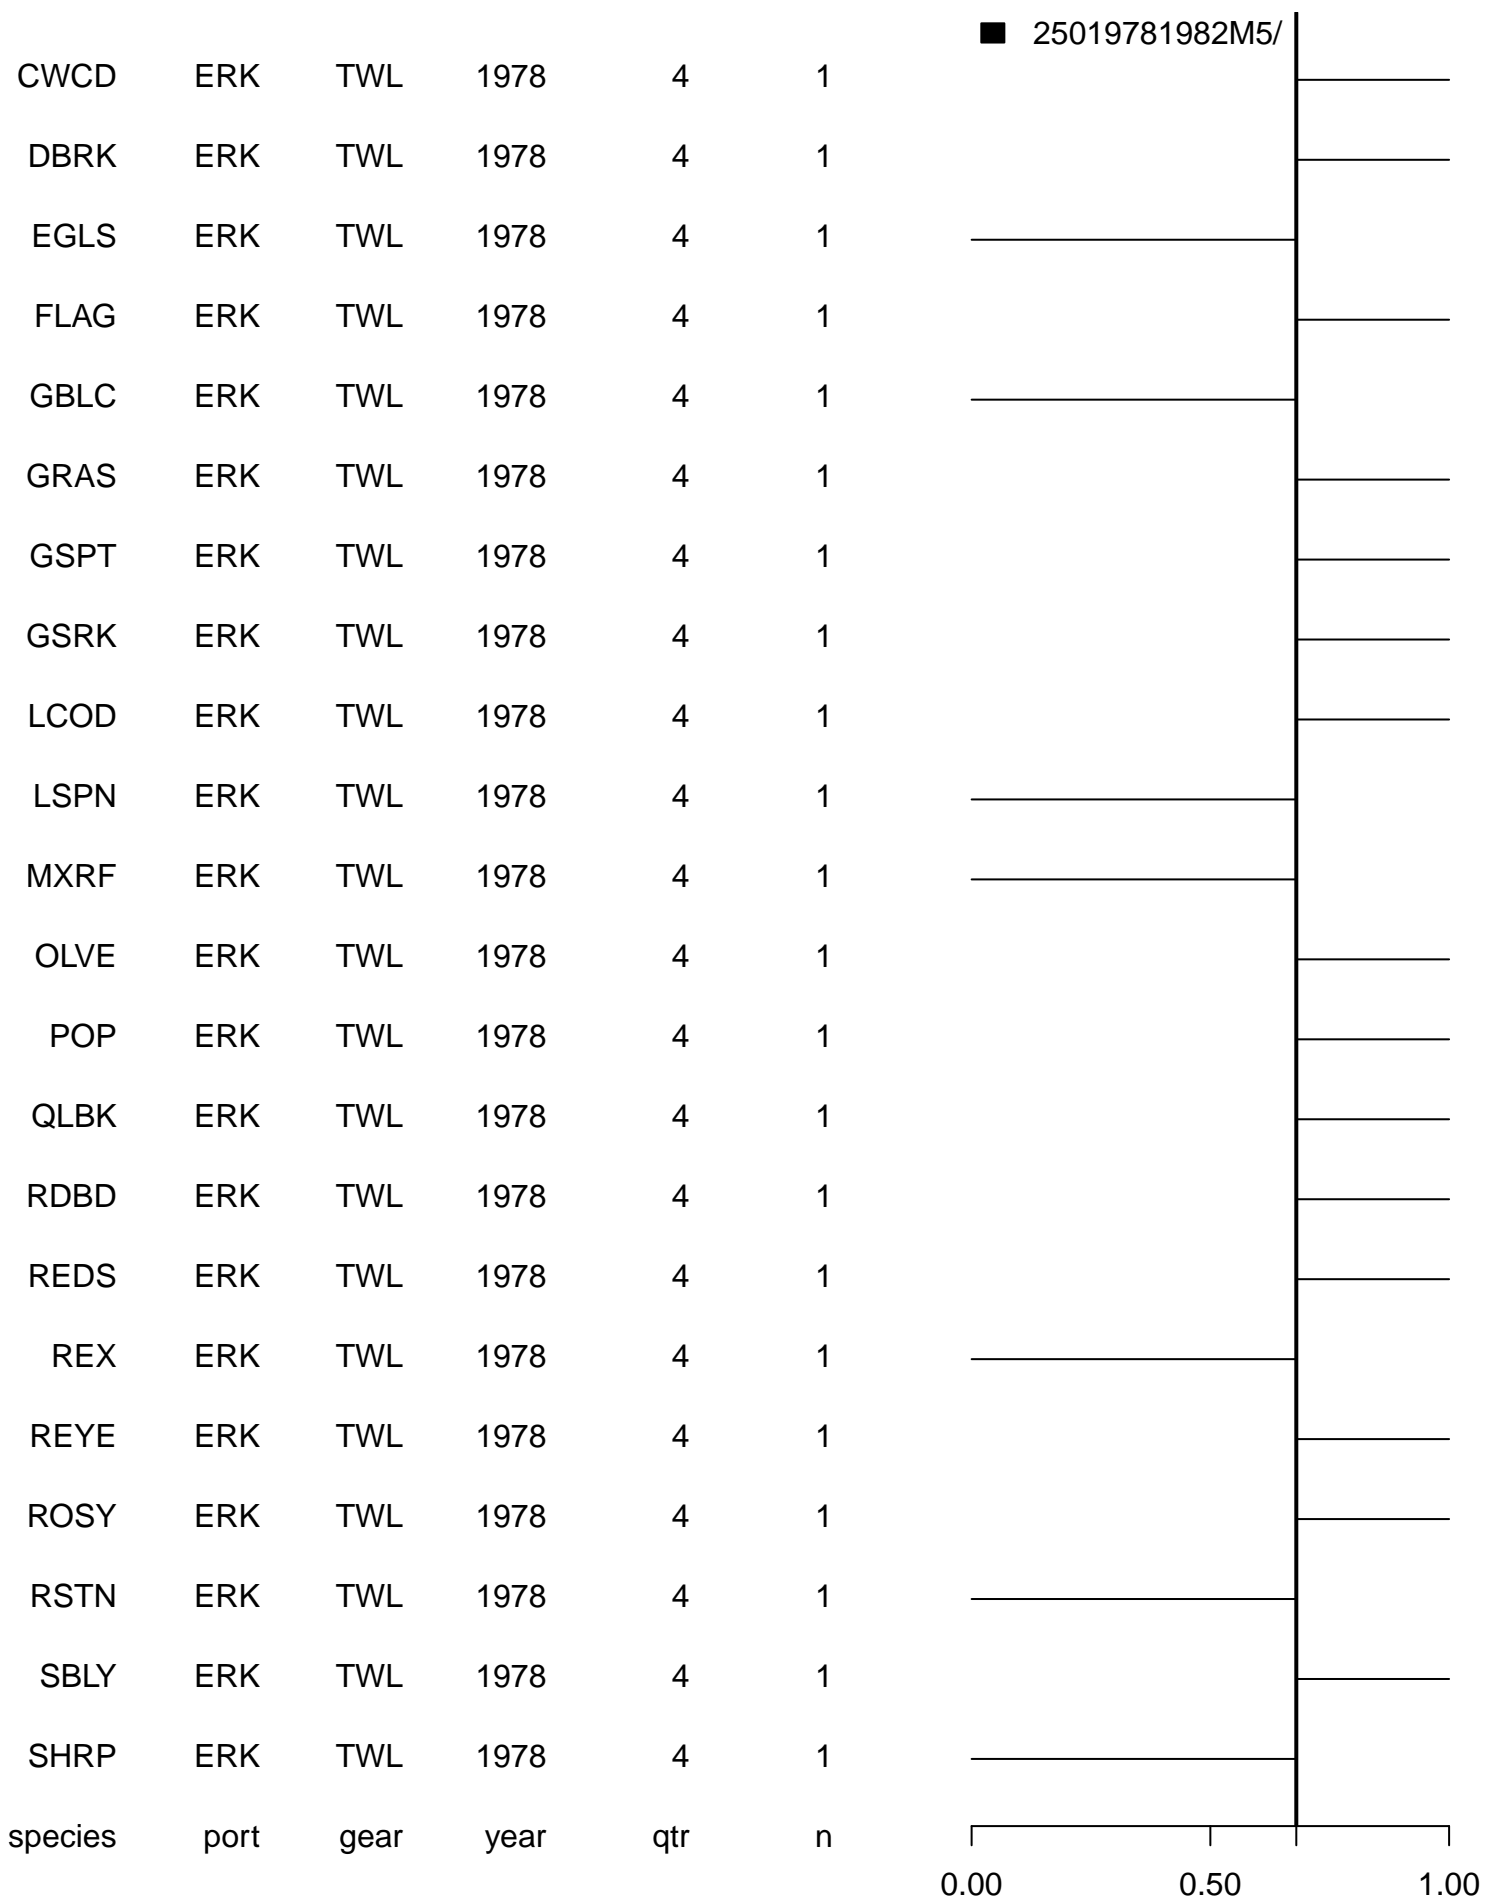 25019781982M5/
CWCD ERK TWL 1978 4 1
DBRK ERK TWL 1978 4 1
EGLS ERK TWL 1978 4 1
FLAG ERK TWL 1978 4 1
GBLC ERK TWL 1978 4 1
GRAS ERK TWL 1978 4 1
GSPT ERK TWL 1978 4 1
GSRK ERK TWL 1978 4 1
LCOD ERK TWL 1978 4 1
LSPN ERK TWL 1978 4 1
MXRF ERK TWL 1978 4 1
OLVE ERK TWL 1978 4 1
POP ERK TWL 1978 4 1
QLBK ERK TWL 1978 4 1
RDBD ERK TWL 1978 4 1
REDS ERK TWL 1978 4 1
REX ERK TWL 1978 4 1
REYE ERK TWL 1978 4 1
ROSY ERK TWL 1978 4 1
RSTN ERK TWL 1978 4 1
SBLY ERK TWL 1978 4 1
SHRP ERK TWL 1978 4 1
species port gear year qtr n
0.00 0.50 1.00